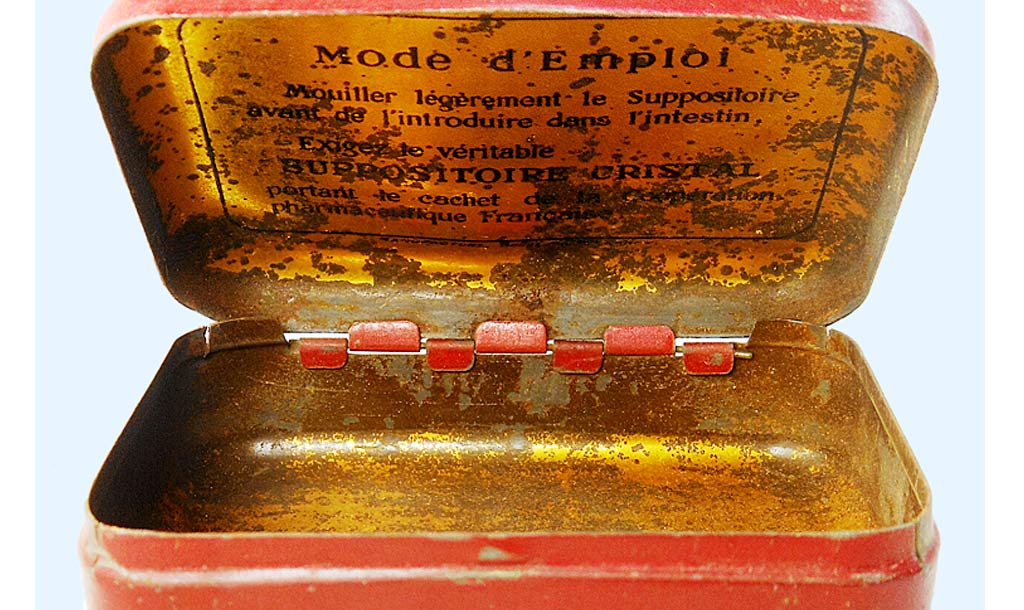 Mode d'Emploi
Mouiller légèrement le Suppositoire
avant de l'introduire dans l'intestin.
Exigez le véritable
SUPPOSITOIRE CRISTAL
portant le cachet de la Coopération
pharmaceutique Française